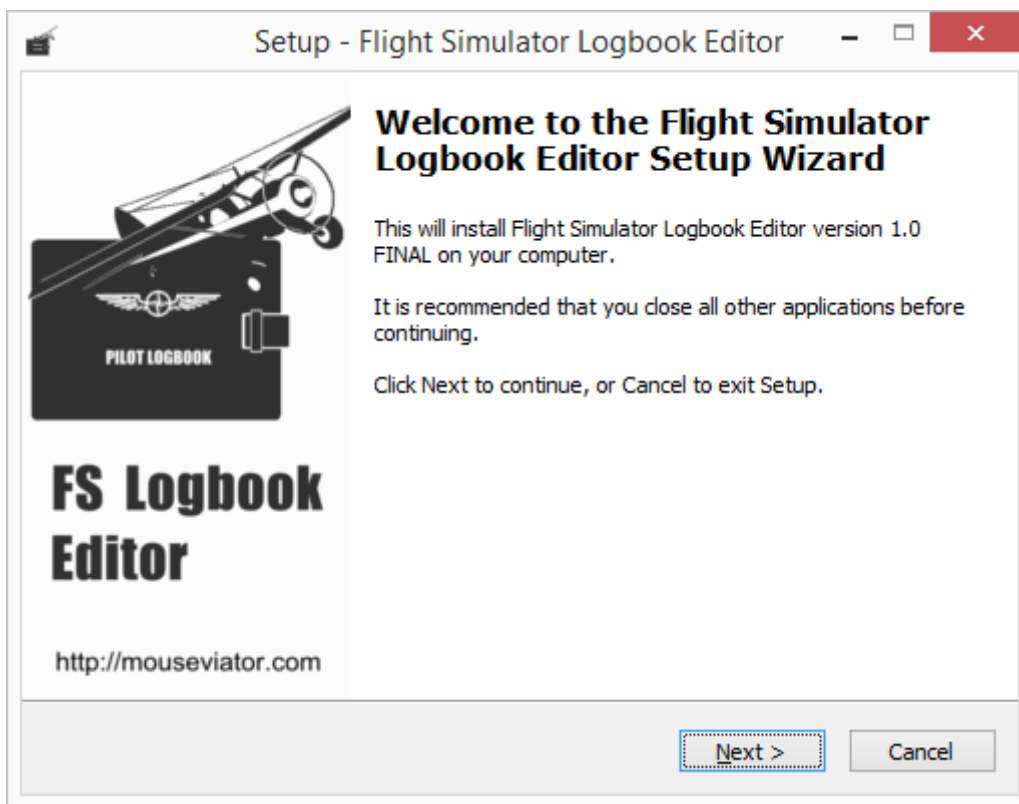 Setup - Flight Simulator Logbook Editor
Welcome to the Flight Simulator
Logbook Editor Setup Wizard
This will install Flight Simulator Logbook Editor version 1.0
FINAL on your computer.
It is recommended that you close all other applications before
continuing.
Click Next to continue, or Cancel to exit Setup.
PILOT LOGBOOK
FS Logbook
Editor
http://mouseviator.com
Next >
Cancel